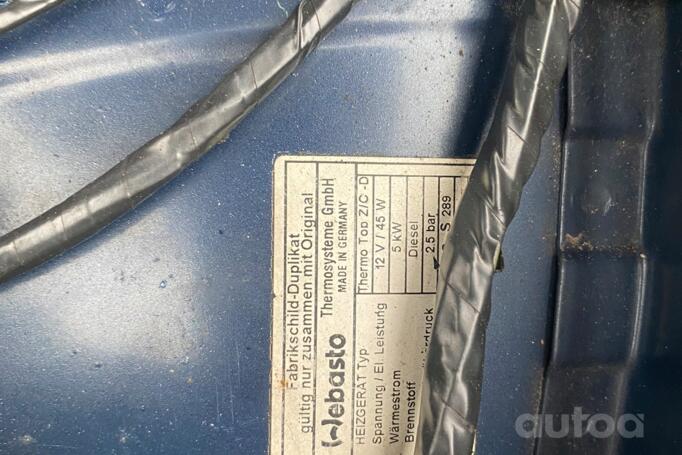 Fabrikschild-Duplikat
gültig nur zusammen mit Original
Webasto Thermosysteme GmbH
MADE IN GERMANY
HEIZGERÄT Typ Thermo Top Z/C -D
Spannung / El. Leistung 12 V / 45 W
Wärmestrom 5 kW
Brennstoff Diesel
2.5 bar
S 289
autoa